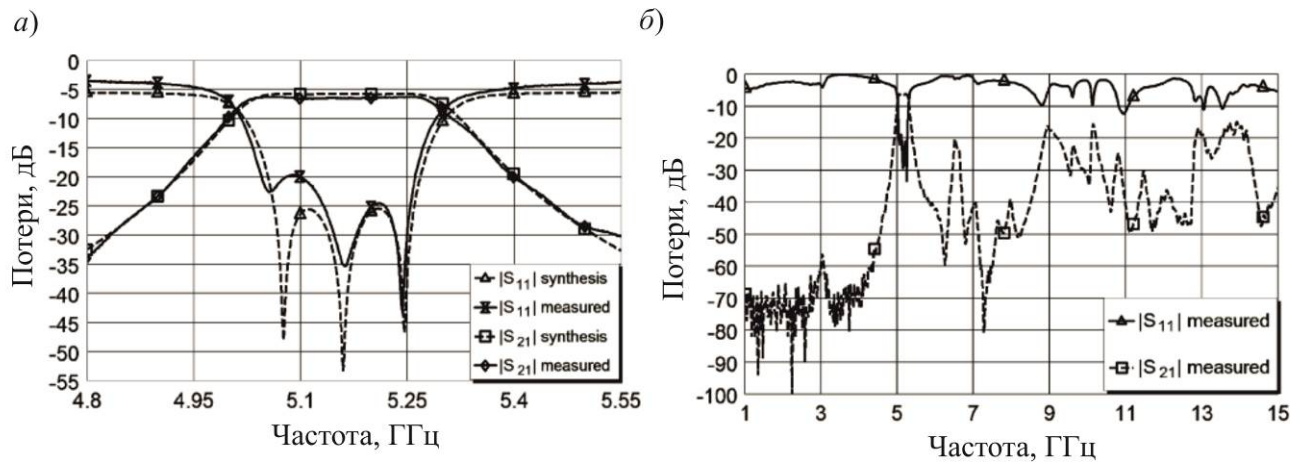 а)
Потери, дБ
0
-5
-10
-15
-20
-25
-30
-35
-40
-45
-50
-55
4.8 4.95 5.1 5.25 5.4 5.55
Частота, ГГц
|S11| synthesis
|S11| measured
|S21| synthesis
|S21| measured
б)
Потери, дБ
0
-10
-20
-30
-40
-50
-60
-70
-80
-90
-100
1 3 5 7 9 11 13 15
Частота, ГГц
|S11| measured
|S21| measured